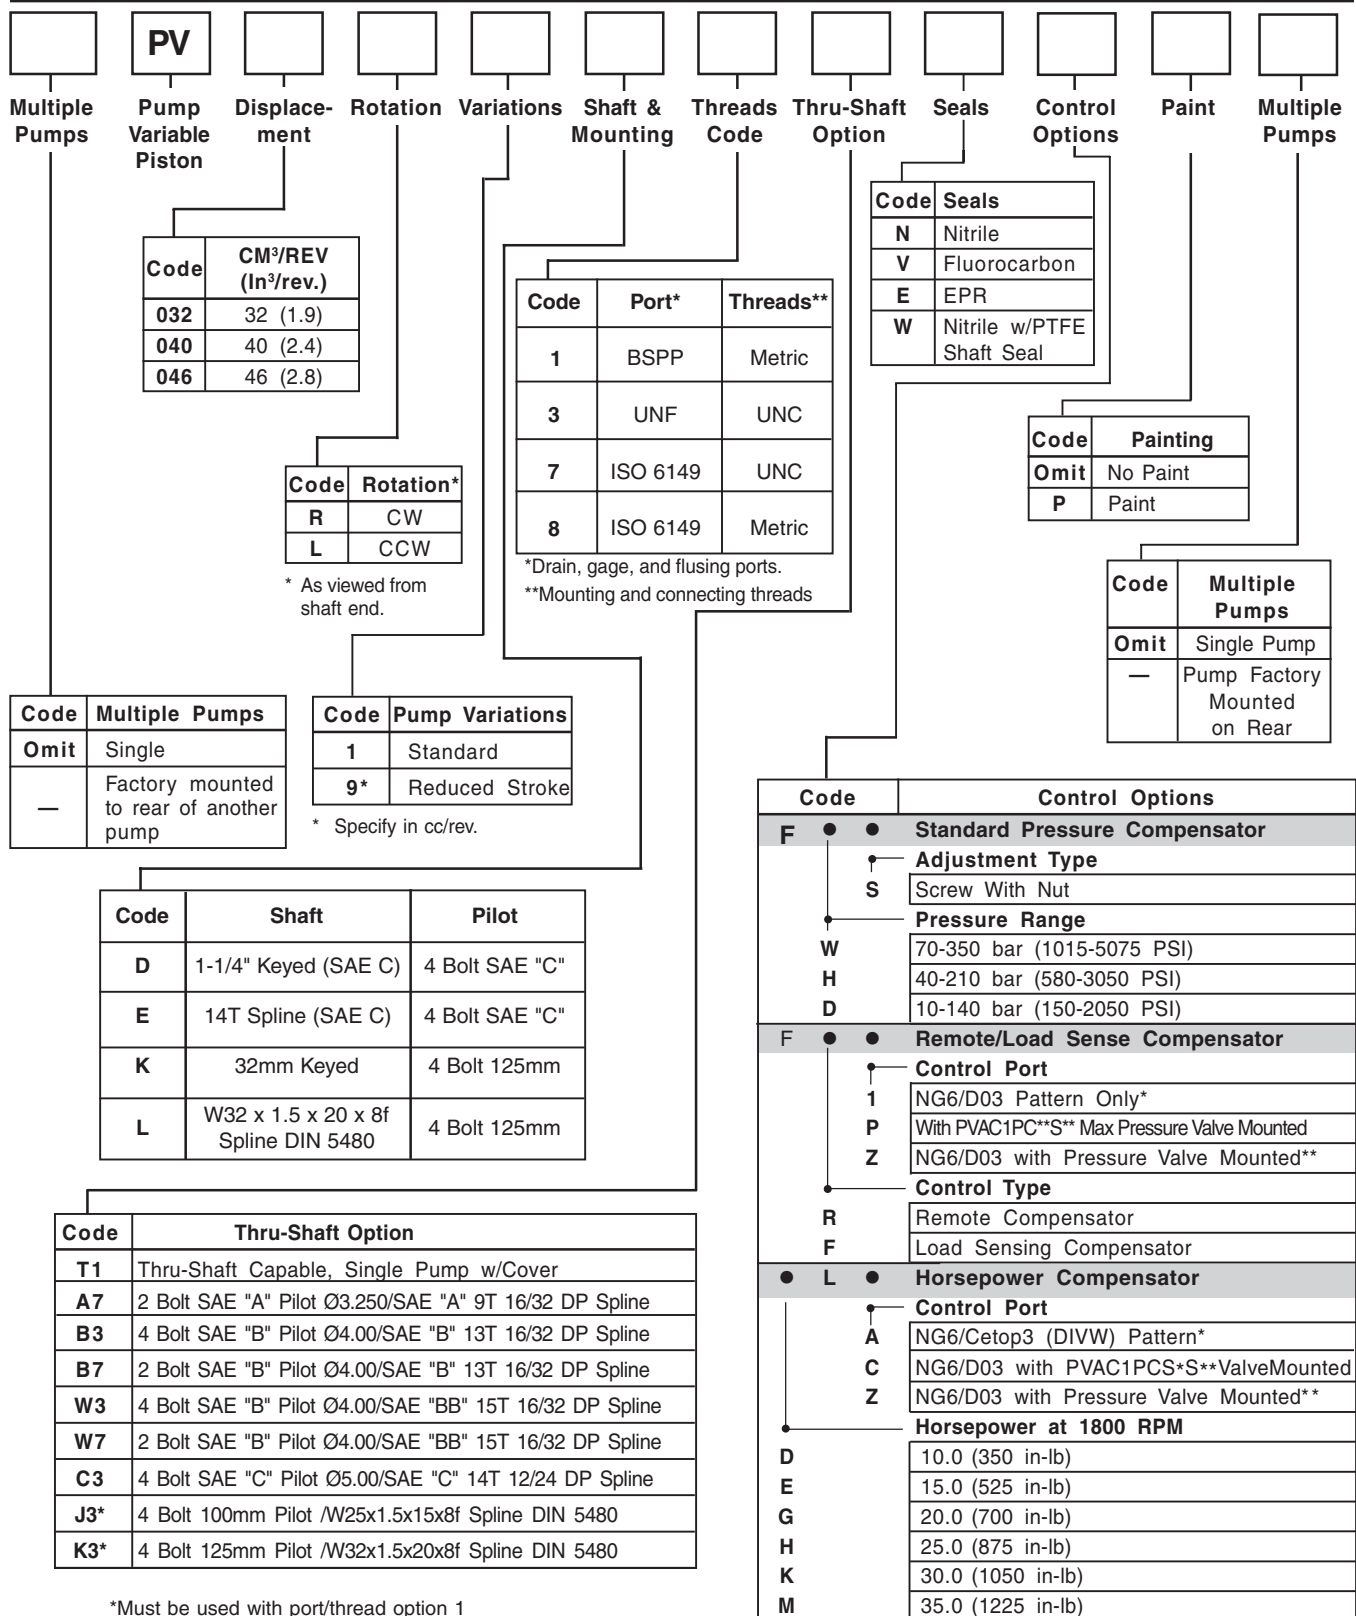 PV
Multiple Pumps
Pump Variable Piston
Displace-ment
Rotation
Variations
Shaft & Mounting
Threads Code
Thru-Shaft Option
Seals
Control Options
Paint
Multiple Pumps
Code CM³/REV (In³/rev.)
032 32 (1.9)
040 40 (2.4)
046 46 (2.8)
Code Rotation*
R CW
L CCW
* As viewed from
shaft end.
Code Port* Threads**
1 BSPP Metric
3 UNF UNC
7 ISO 6149 UNC
8 ISO 6149 Metric
*Drain, gage, and flusing ports.
**Mounting and connecting threads
Code Seals
N Nitrile
V Fluorocarbon
E EPR
W Nitrile w/PTFE
Shaft Seal
Code Painting
Omit No Paint
P Paint
Code Multiple
Pumps
Omit Single Pump
— Pump Factory
Mounted
on Rear
Code Multiple Pumps
Omit Single
— Factory mounted
to rear of another
pump
Code Pump Variations
1 Standard
9* Reduced Stroke
* Specify in cc/rev.
Code Shaft Pilot
D 1-1/4" Keyed (SAE C) 4 Bolt SAE "C"
E 14T Spline (SAE C) 4 Bolt SAE "C"
K 32mm Keyed 4 Bolt 125mm
L W32 x 1.5 x 20 x 8f
Spline DIN 5480 4 Bolt 125mm
Code Thru-Shaft Option
T1 Thru-Shaft Capable, Single Pump w/Cover
A7 2 Bolt SAE "A" Pilot Ø3.250/SAE "A" 9T 16/32 DP Spline
B3 4 Bolt SAE "B" Pilot Ø4.00/SAE "B" 13T 16/32 DP Spline
B7 2 Bolt SAE "B" Pilot Ø4.00/SAE "B" 13T 16/32 DP Spline
W3 4 Bolt SAE "B" Pilot Ø4.00/SAE "BB" 15T 16/32 DP Spline
W7 2 Bolt SAE "B" Pilot Ø4.00/SAE "BB" 15T 16/32 DP Spline
C3 4 Bolt SAE "C" Pilot Ø5.00/SAE "C" 14T 12/24 DP Spline
J3* 4 Bolt 100mm Pilot /W25x1.5x15x8f Spline DIN 5480
K3* 4 Bolt 125mm Pilot /W32x1.5x20x8f Spline DIN 5480
*Must be used with port/thread option 1
Code Control Options
F ● ● Standard Pressure Compensator
Adjustment Type
S Screw With Nut
Pressure Range
W 70-350 bar (1015-5075 PSI)
H 40-210 bar (580-3050 PSI)
D 10-140 bar (150-2050 PSI)
F ● ● Remote/Load Sense Compensator
Control Port
1 NG6/D03 Pattern Only*
P With PVAC1PC**S** Max Pressure Valve Mounted
Z NG6/D03 with Pressure Valve Mounted**
Control Type
R Remote Compensator
F Load Sensing Compensator
● L ● Horsepower Compensator
Control Port
A NG6/Cetop3 (DIVW) Pattern*
C NG6/D03 with PVAC1PCS*S**ValveMounted
Z NG6/D03 with Pressure Valve Mounted**
Horsepower at 1800 RPM
D 10.0 (350 in-lb)
E 15.0 (525 in-lb)
G 20.0 (700 in-lb)
H 25.0 (875 in-lb)
K 30.0 (1050 in-lb)
M 35.0 (1225 in-lb)